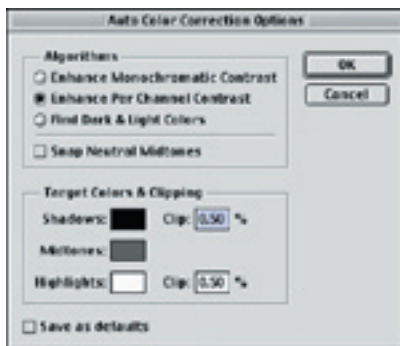 Auto Color Correction Options
Algorithms
Enhance Monochromatic Contrast
Enhance Per Channel Contrast
Find Dark & Light Colors
Snap Neutral Midtones
OK
Cancel
Target Colors & Clipping
Shadows: Clip: 0.50 %
Midtones:
Highlights: Clip: 0.50 %
Save as defaults